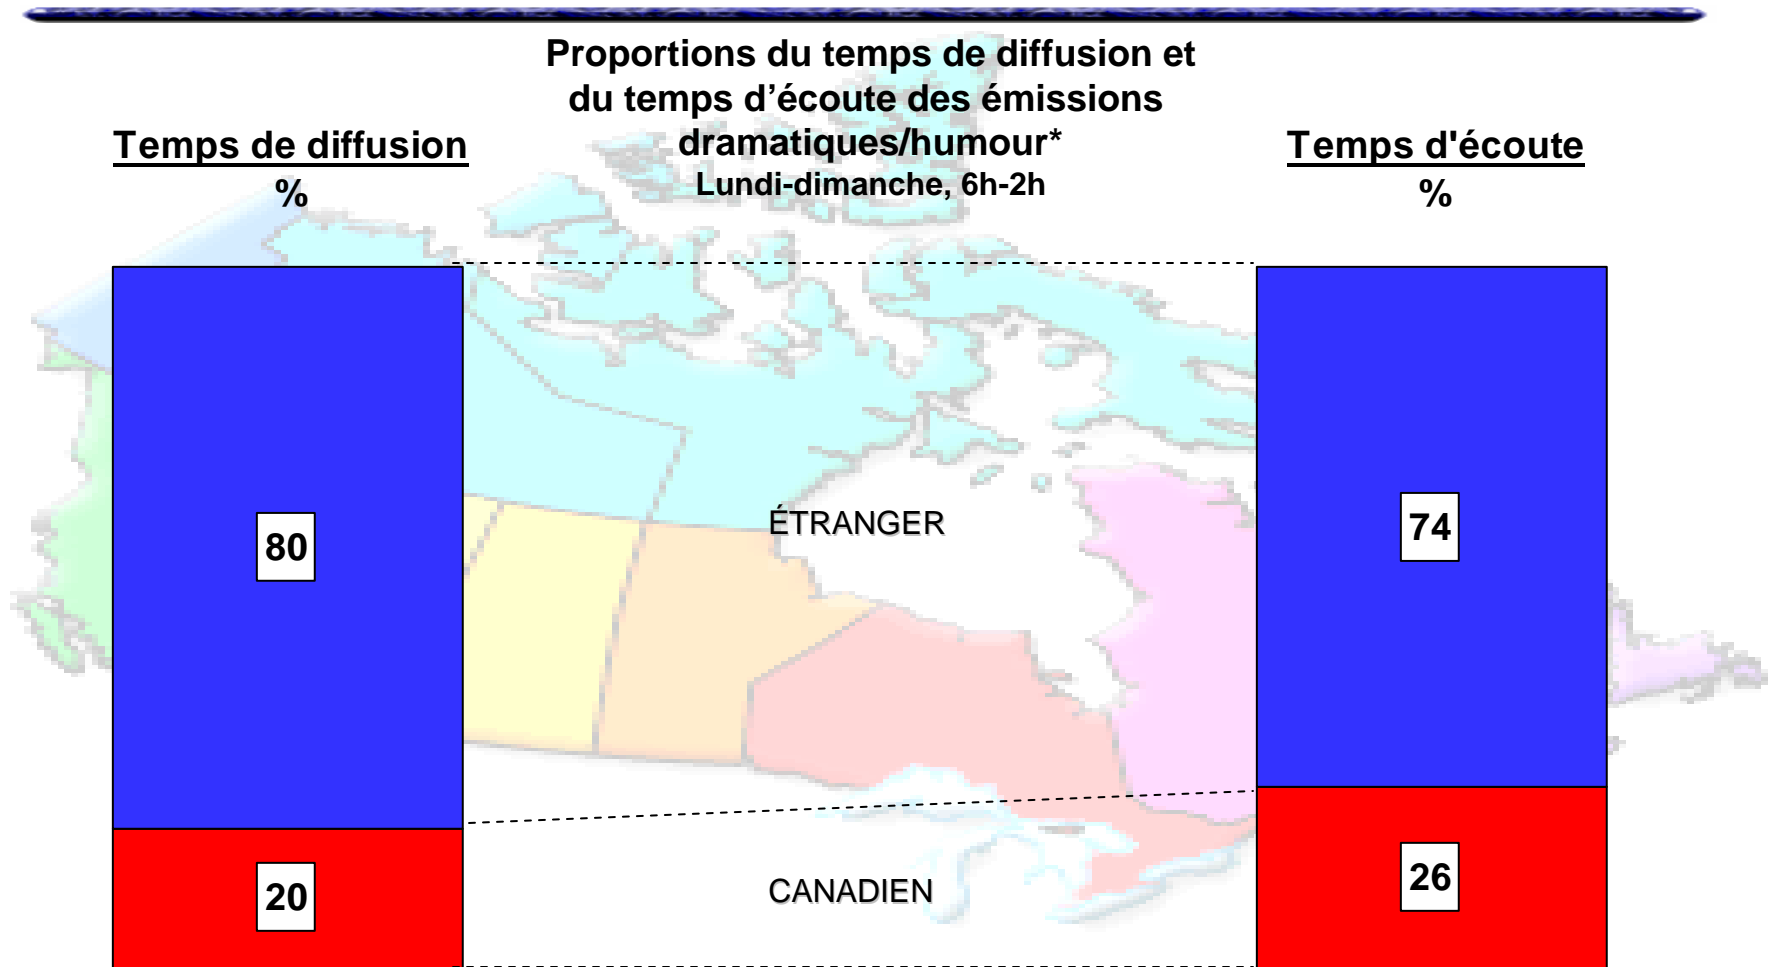 Proportions du temps de diffusion et
du temps d'écoute des émissions
dramatiques/humour*
Lundi-dimanche, 6h-2h
Temps de diffusion
%
Temps d'écoute
%
80
ÉTRANGER
74
20
CANADIEN
26